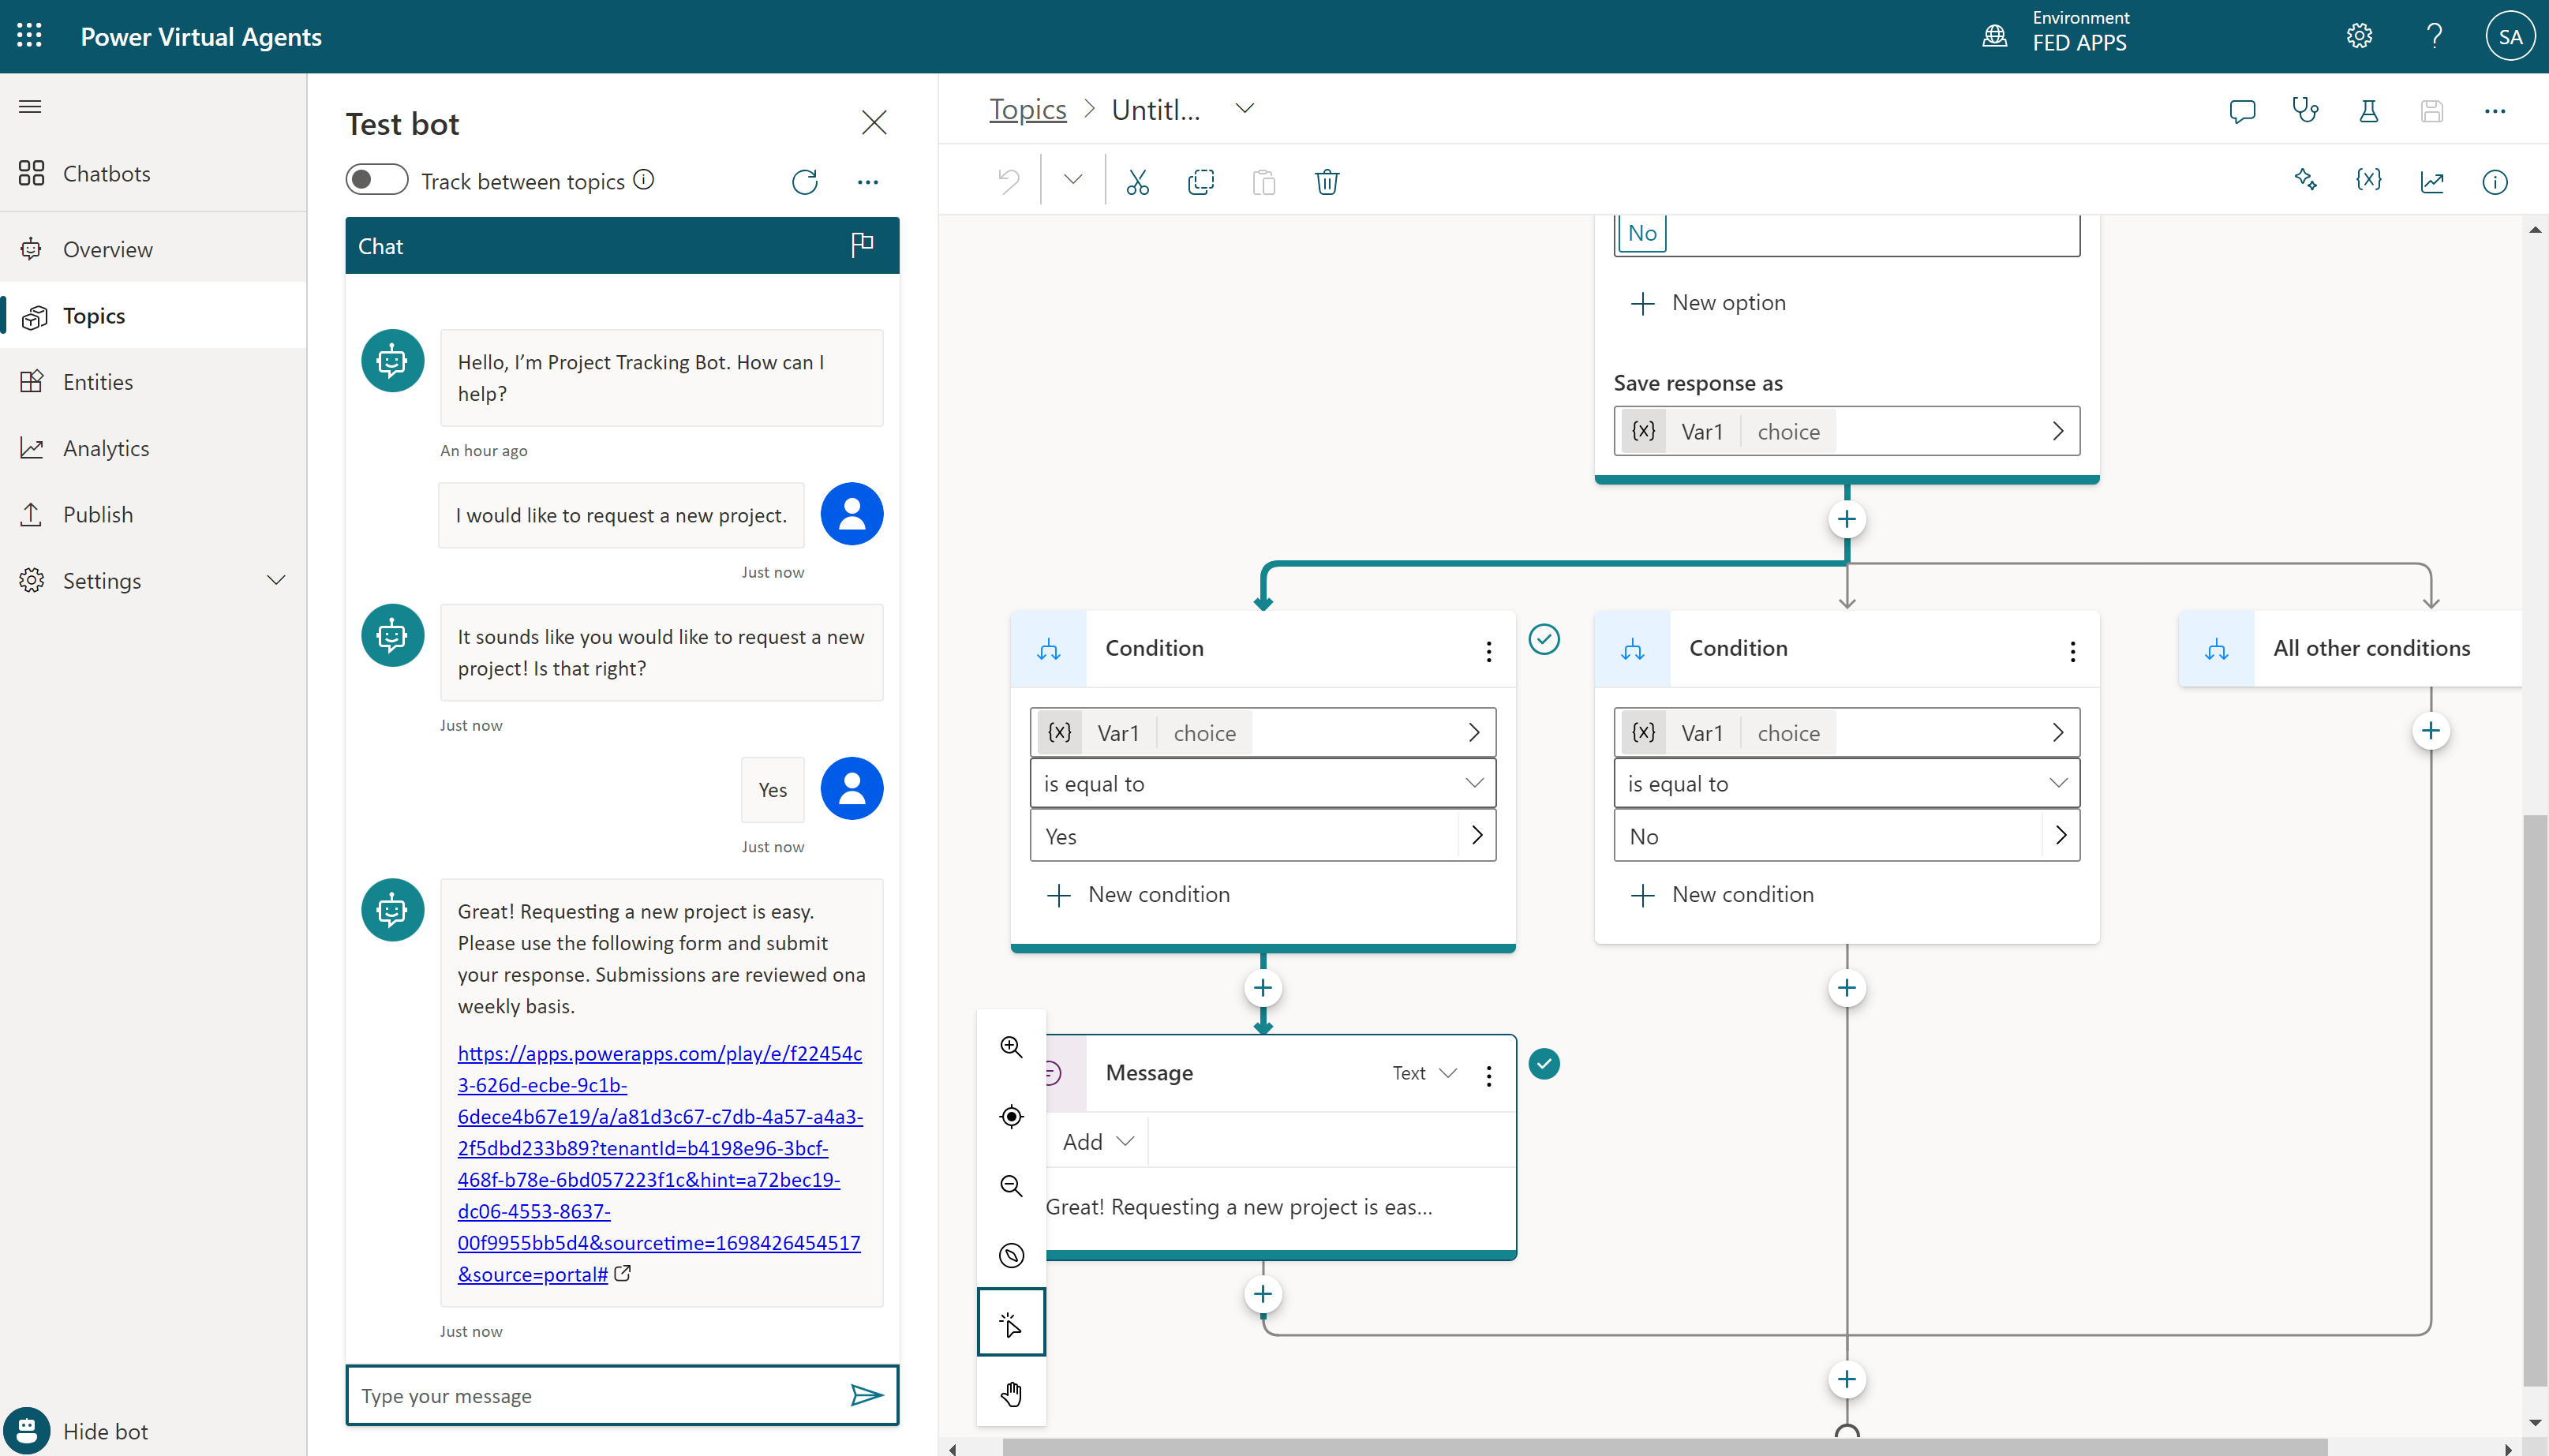 Power Virtual Agents
Environment
FED APPS
SA
Chatbots
Overview
Topics
Entities
Analytics
Publish
Settings
Hide bot
Test bot
Track between topics
Chat
Hello, I’m Project Tracking Bot. How can I
help?
An hour ago
I would like to request a new project.
Just now
It sounds like you would like to request a new
project! Is that right?
Just now
Yes
Just now
Great! Requesting a new project is easy.
Please use the following form and submit
your response. Submissions are reviewed ona
weekly basis.
https://apps.powerapps.com/play/e/f22454c
3-626d-ecbe-9c1b-
6dece4b67e19/a/a81d3c67-c7db-4a57-a4a3-
2f5dbd233b89?tenantId=b4198e96-3bcf-
468f-b78e-6bd057223f1c&hint=a72bec19-
dc06-4553-8637-
00f9955bb5d4&sourcetime=1698426454517
&source=portal#
Just now
Type your message
Topics > Untitl...
No
New option
Save response as
{x} Var1 choice
Condition
{x} Var1 choice
is equal to
Yes
New condition
Condition
{x} Var1 choice
is equal to
No
New condition
All other conditions
Message Text
Add
Great! Requesting a new project is eas...